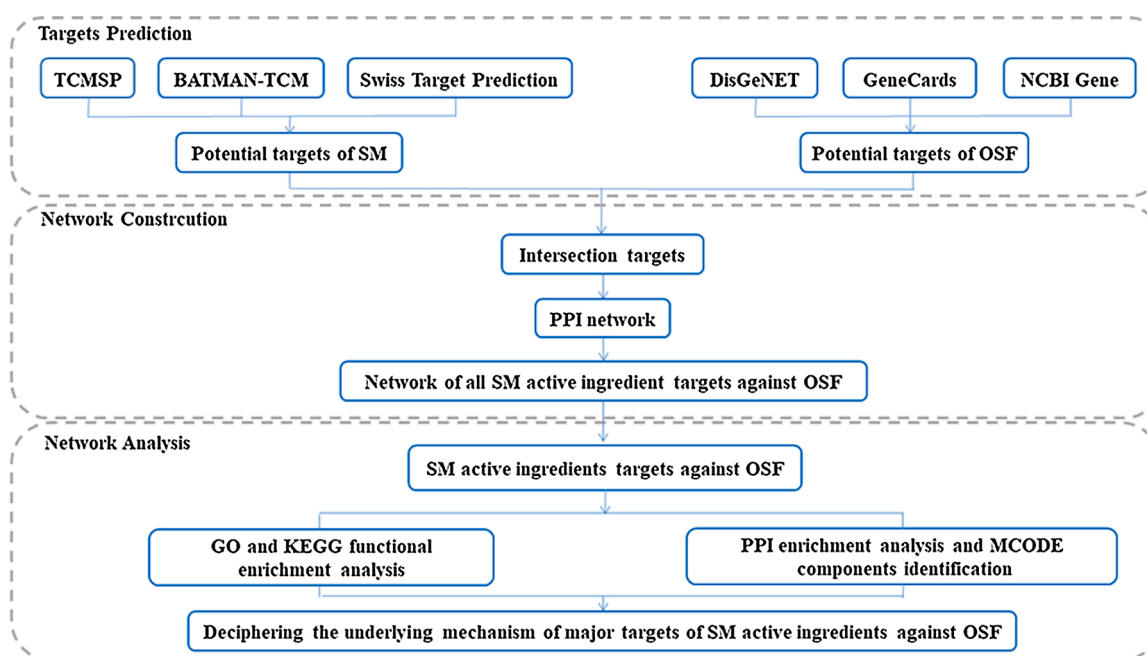 Targets Prediction
TCMSP
BATMAN-TCM
Swiss Target Prediction
DisGeNET
GeneCards
NCBI Gene
Potential targets of SM
Potential targets of OSF
Network Constrcution
Intersection targets
PPI network
Network of all SM active ingredient targets against OSF
Network Analysis
SM active ingredients targets against OSF
GO and KEGG functional
enrichment analysis
PPI enrichment analysis and MCODE
components identification
Deciphering the underlying mechanism of major targets of SM active ingredients against OSF